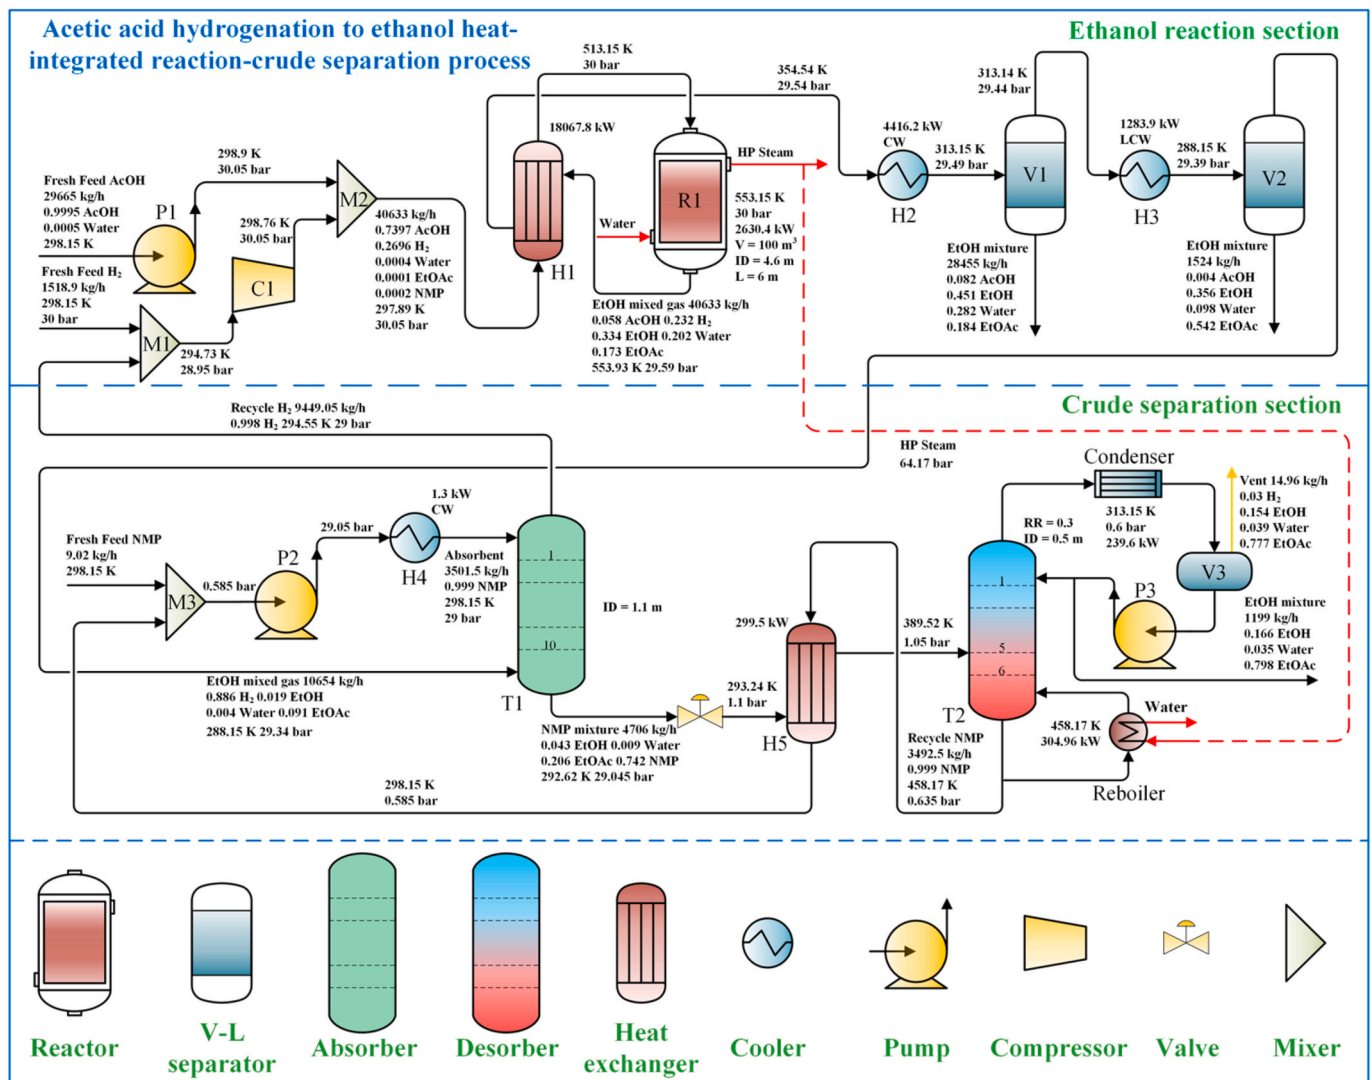 Acetic acid hydrogenation to ethanol heat-
integrated reaction-crude separation process
Ethanol reaction section
513.15 K
30 bar
354.54 K
29.54 bar
313.14 K
29.44 bar
18067.8 kW
H1
HP Steam
R1
Water
553.15 K
30 bar
2630.4 kW
V = 100 m³
ID = 4.6 m
L = 6 m
4416.2 kW
CW
H2
313.15 K
29.49 bar
V1
1283.9 kW
LCW
H3
288.15 K
29.39 bar
V2
298.9 K
30.05 bar
Fresh Feed AcOH
29665 kg/h
0.9995 AcOH
0.0005 Water
298.15 K
P1
Fresh Feed H₂
1518.9 kg/h
298.15 K
30 bar
M1
294.73 K
28.95 bar
C1
298.76 K
30.05 bar
M2
40633 kg/h
0.7397 AcOH
0.2696 H₂
0.0004 Water
0.0001 EtOAc
0.0002 NMP
297.89 K
30.05 bar
EtOH mixed gas 40633 kg/h
0.058 AcOH 0.232 H₂
0.334 EtOH 0.202 Water
0.173 EtOAc
553.93 K 29.59 bar
EtOH mixture
28455 kg/h
0.082 AcOH
0.451 EtOH
0.282 Water
0.184 EtOAc
EtOH mixture
1524 kg/h
0.004 AcOH
0.356 EtOH
0.098 Water
0.542 EtOAc
Crude separation section
Recycle H₂ 9449.05 kg/h
0.998 H₂ 294.55 K 29 bar
HP Steam
64.17 bar
Fresh Feed NMP
9.02 kg/h
298.15 K
M3
0.585 bar
P2
29.05 bar
1.3 kW
CW
H4
Absorbent
3501.5 kg/h
0.999 NMP
298.15 K
29 bar
1
10
ID = 1.1 m
T1
EtOH mixed gas 10654 kg/h
0.886 H₂ 0.019 EtOH
0.004 Water 0.091 EtOAc
288.15 K 29.34 bar
NMP mixture 4706 kg/h
0.043 EtOH 0.009 Water
0.206 EtOAc 0.742 NMP
292.62 K 29.045 bar
293.24 K
1.1 bar
299.5 kW
H5
298.15 K
0.585 bar
389.52 K
1.05 bar
RR = 0.3
ID = 0.5 m
1
5
6
T2
Recycle NMP
3492.5 kg/h
0.999 NMP
458.17 K
0.635 bar
Condenser
313.15 K
0.6 bar
239.6 kW
Vent 14.96 kg/h
0.03 H₂
0.154 EtOH
0.039 Water
0.777 EtOAc
V3
P3
EtOH mixture
1199 kg/h
0.166 EtOH
0.035 Water
0.798 EtOAc
458.17 K
304.96 kW
Water
Reboiler
Reactor
V-L
separator
Absorber
Desorber
Heat
exchanger
Cooler
Pump
Compressor
Valve
Mixer